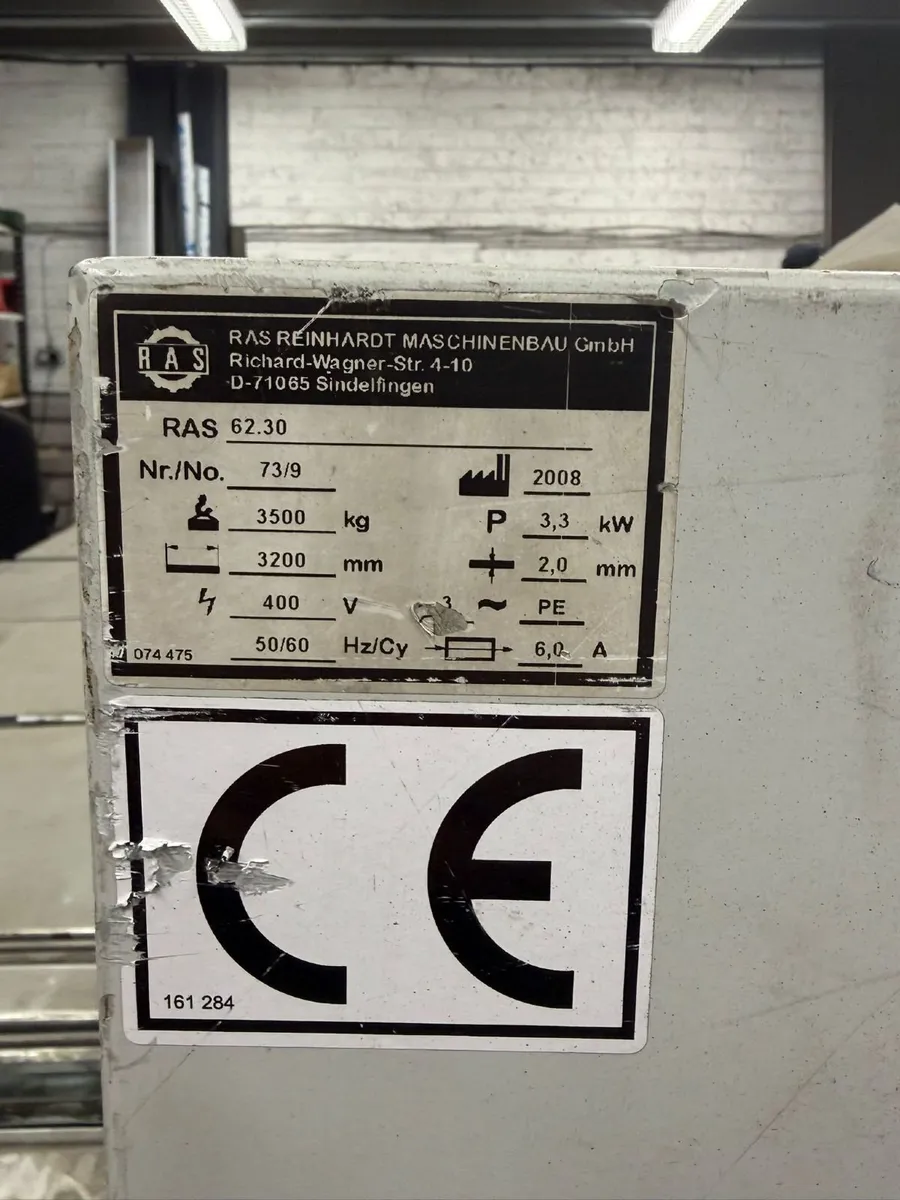 RAS
RAS REINHARDT MASCHINENBAU GmbH
Richard-Wagner-Str. 4-10
D-71065 Sindelfingen
RAS 62.30
Nr./No. 73/9 2008
3500 kg P 3,3 kW
3200 mm 2,0 mm
400 V 3 ~ PE
50/60 Hz/Cy 6,0 A
074 475
CE
161 284